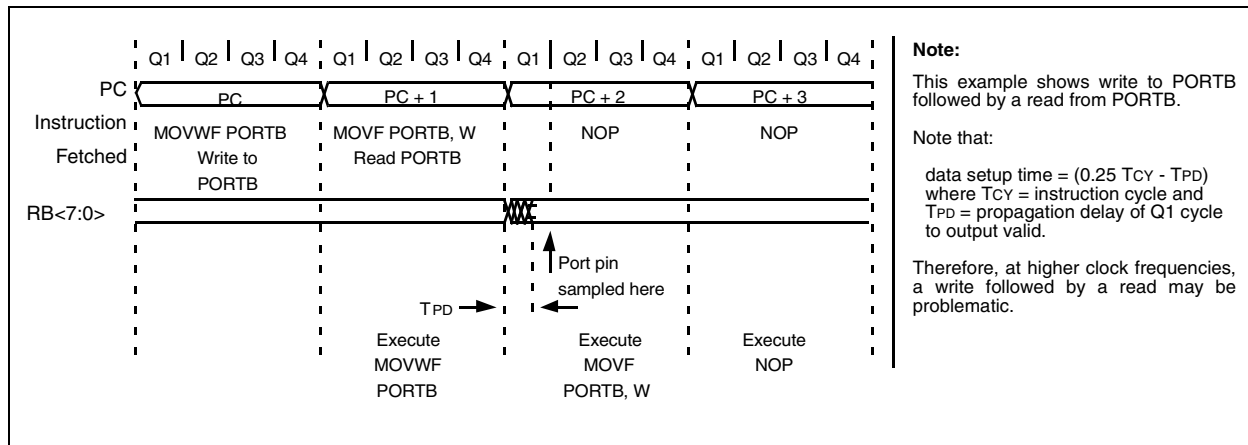 Q1 Q2 Q3 Q4 Q1 Q2 Q3 Q4 Q1 Q2 Q3 Q4 Q1 Q2 Q3 Q4
PC PC PC + 1 PC + 2 PC + 3
Instruction
Fetched
MOVWF PORTB
Write to
PORTB
MOVF PORTB, W
Read PORTB
NOP
NOP
RB<7:0>
Port pin
sampled here
TPD
Execute
MOVWF
PORTB
Execute
MOVF
PORTB, W
Execute
NOP
Note:
This example shows write to PORTB
followed by a read from PORTB.
Note that:
data setup time = (0.25 TCY - TPD)
where TCY = instruction cycle and
TPD = propagation delay of Q1 cycle
to output valid.
Therefore, at higher clock frequencies,
a write followed by a read may be
problematic.